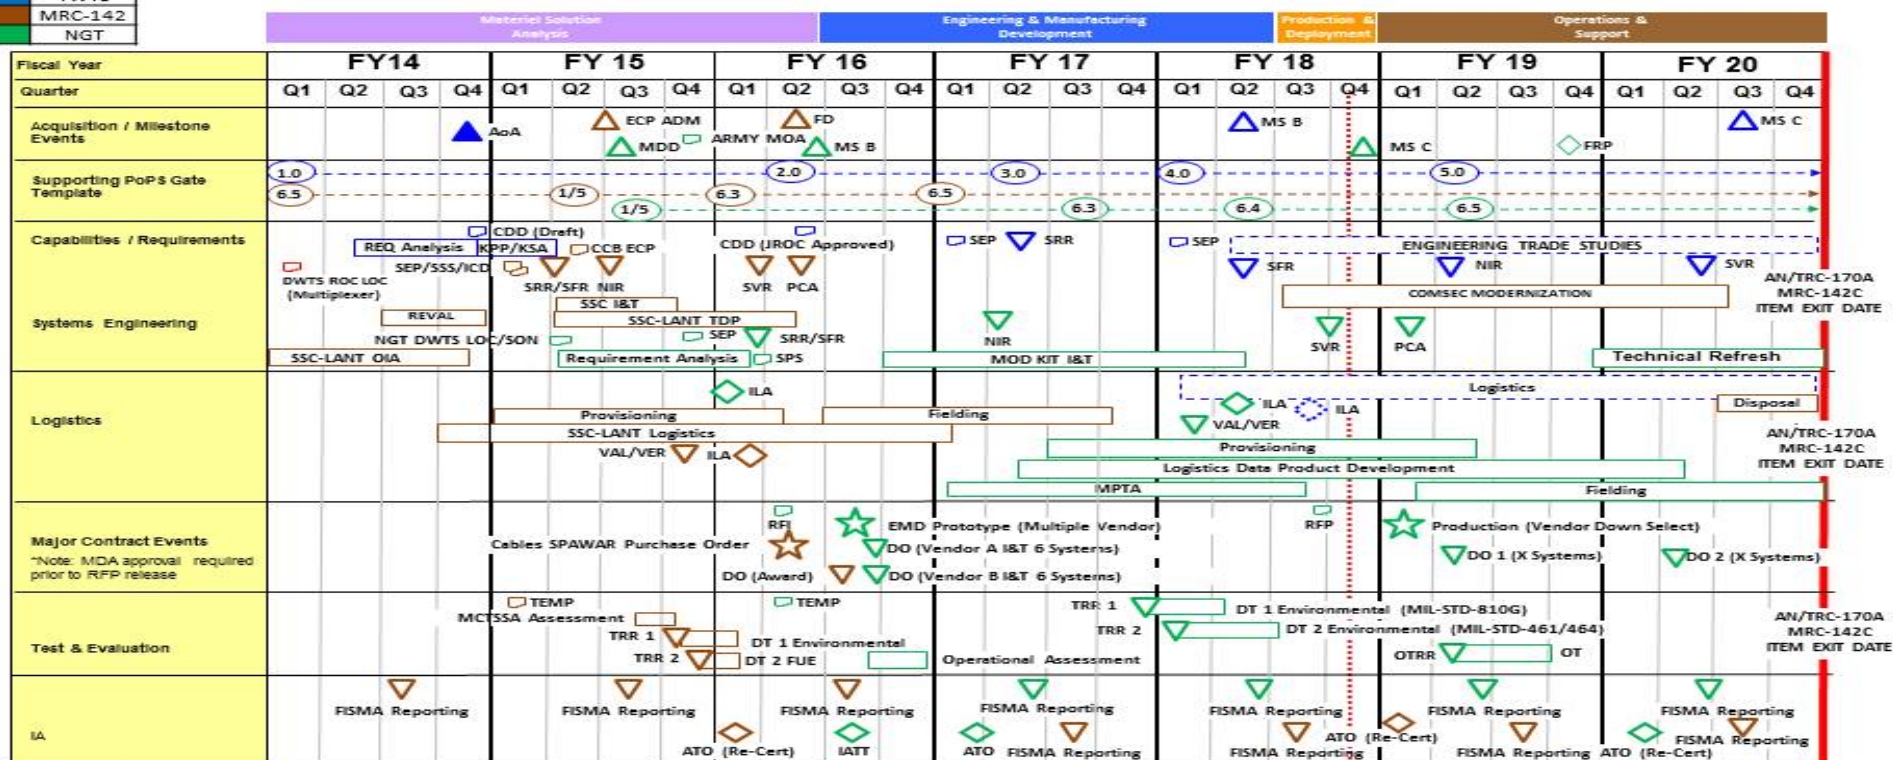 MRC-142
NGT
Materiel Solution
Analysis
Engineering & Manufacturing
Development
Production &
Deployment
Operations &
Support
Fiscal Year FY14 FY 15 FY 16 FY 17 FY 18 FY 19 FY 20
Quarter Q1 Q2 Q3 Q4 Q1 Q2 Q3 Q4 Q1 Q2 Q3 Q4 Q1 Q2 Q3 Q4 Q1 Q2 Q3 Q4 Q1 Q2 Q3 Q4 Q1 Q2 Q3 Q4
Acquisition / Milestone
Events
AoA ECP ADM FD MS B MS C
MDD ARMY MOA MS B MS C FRP
Supporting PoPS Gate
Template
1.0 2.0 3.0 4.0 5.0
6.5 1/5 6.3 6.5
1/5 6.3 6.4 6.5
Capabilities / Requirements
CDD (Draft)
REQ Analysis KPP/KSA CCB ECP CDD (JROC Approved) SEP SRR SEP ENGINEERING TRADE STUDIES
DWTS ROC LOC
(Multiplexer)
SEP/SSS/ICD SFR NIR SVR
SRR/SFR NIR SVR PCA COMSEC MODERNIZATION
AN/TRC-170A
MRC-142C
ITEM EXIT DATE
SSC I&T
Systems Engineering
REVAL SSC-LANT TDP
NGT DWTS LOC/SON SEP SRR/SFR NIR SVR PCA
SSC-LANT OIA Requirement Analysis SPS MOD KIT I&T Technical Refresh
Logistics
ILA Logistics
Provisioning Fielding ILA ILA Disposal
SSC-LANT Logistics VAL/VER
VAL/VER ILA Provisioning
Logistics Data Product Development
MPTA Fielding
AN/TRC-170A
MRC-142C
ITEM EXIT DATE
Major Contract Events
*Note: MDA approval required
prior to RFP release
RFI EMD Prototype (Multiple Vendor) RFP Production (Vendor Down Select)
Cables SPAWAR Purchase Order DO (Vendor A I&T 6 Systems) DO 1 (X Systems) DO 2 (X Systems)
DO (Award) DO (Vendor B I&T 6 Systems)
Test & Evaluation
TEMP TEMP TRR 1 DT 1 Environmental (MIL-STD-810G)
MCTSSA Assessment
TRR 1 DT 1 Environmental TRR 2 DT 2 Environmental (MIL-STD-461/464)
TRR 2 DT 2 FUE Operational Assessment OTRR OT
AN/TRC-170A
MRC-142C
ITEM EXIT DATE
IA
FISMA Reporting FISMA Reporting FISMA Reporting FISMA Reporting FISMA Reporting FISMA Reporting FISMA Reporting
ATO (Re-Cert) IATT ATO FISMA Reporting FISMA Reporting ATO (Re-Cert) FISMA Reporting ATO (Re-Cert) FISMA Reporting